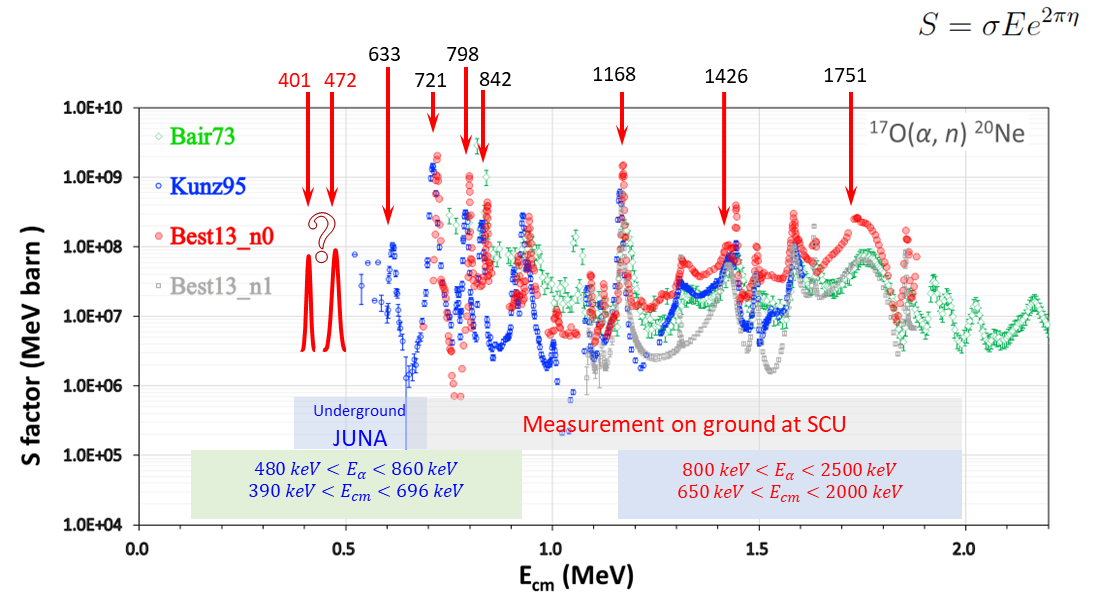 S = σEe^{2πη}
633
798
401
472
721
842
1168
1426
1751
1.0E+10
1.0E+09
1.0E+08
1.0E+07
1.0E+06
1.0E+05
1.0E+04
S factor (MeV barn )
Bair73
Kunz95
Best13_n0
Best13_n1
?
¹⁷O(α, n) ²⁰Ne
Underground
JUNA
Measurement on ground at SCU
480 keV < E_α < 860 keV
390 keV < E_cm < 696 keV
800 keV < E_α < 2500 keV
650 keV < E_cm < 2000 keV
0.0
0.5
1.0
1.5
2.0
E_cm (MeV)